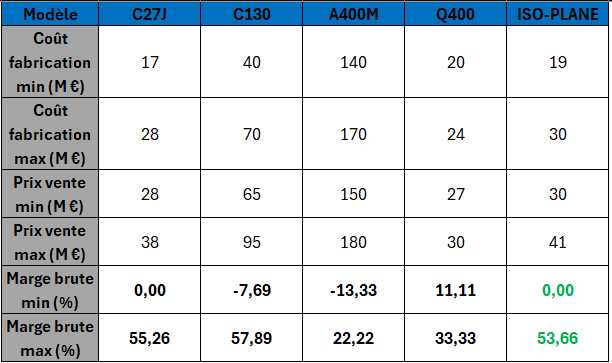 Modèle C27J C130 A400M Q400 ISO-PLANE
Coût
fabrication
min (M €) 17 40 140 20 19
Coût
fabrication
max (M €) 28 70 170 24 30
Prix vente
min (M €) 28 65 150 27 30
Prix vente
max (M €) 38 95 180 30 41
Marge brute
min (%) 0,00 -7,69 -13,33 11,11 0,00
Marge brute
max (%) 55,26 57,89 22,22 33,33 53,66